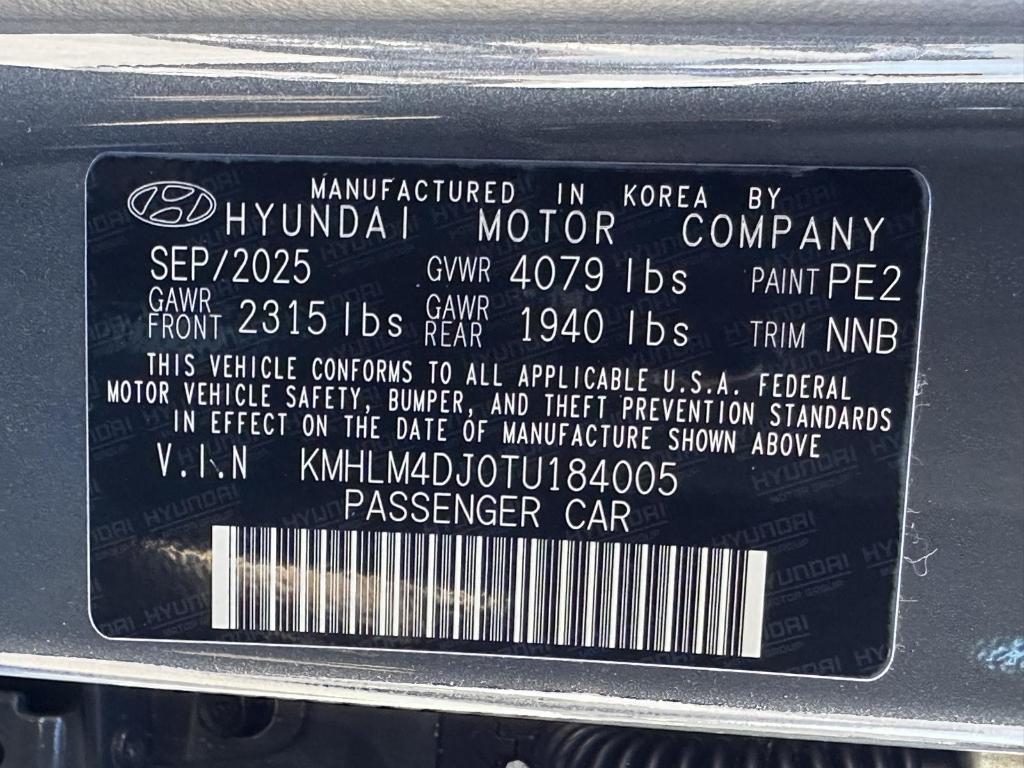 MANUFACTURED IN KOREA BY
HYUNDAI MOTOR COMPANY
SEP/2025 GVWR 4079 lbs PAINT PE2
GAWR FRONT 2315 lbs GAWR REAR 1940 lbs TRIM NNB
THIS VEHICLE CONFORMS TO ALL APPLICABLE U.S.A. FEDERAL
MOTOR VEHICLE SAFETY, BUMPER, AND THEFT PREVENTION STANDARDS
IN EFFECT ON THE DATE OF MANUFACTURE SHOWN ABOVE
V.I.N KMHLM4DJ0TU184005
PASSENGER CAR